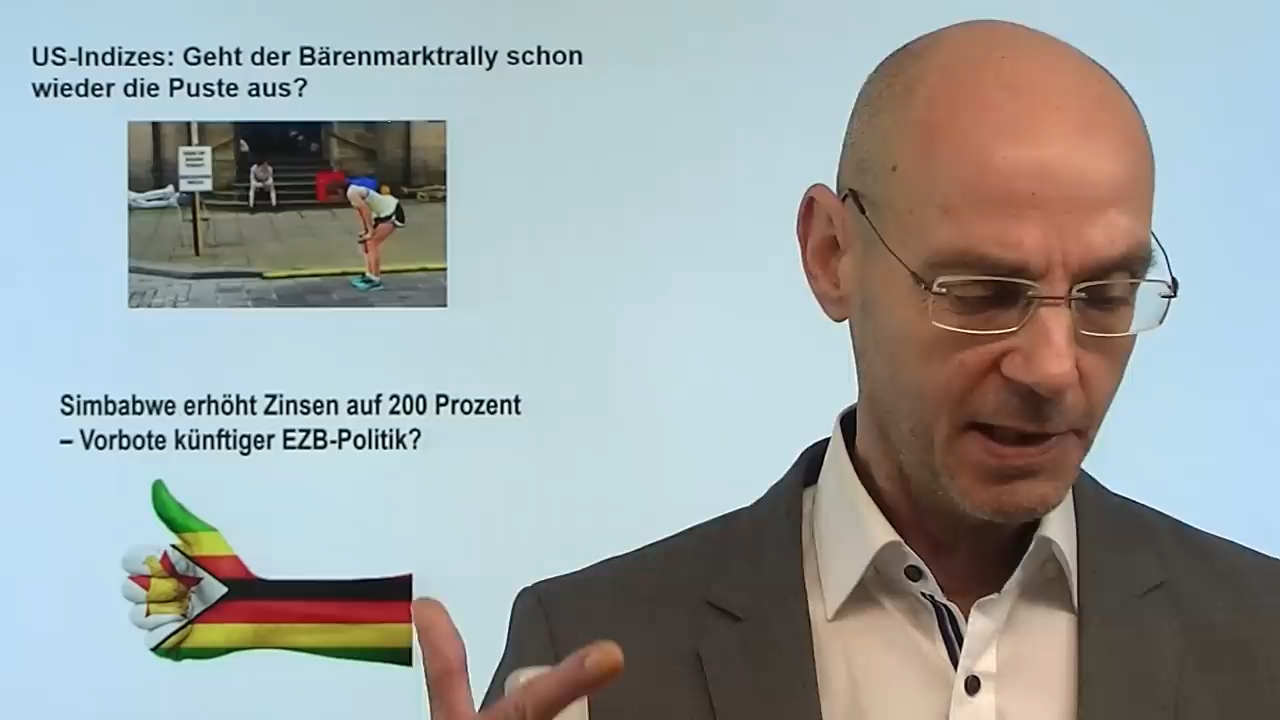 US-Indizes: Geht der Bärenmarktrally schon
wieder die Puste aus?
Simbabwe erhöht Zinsen auf 200 Prozent
– Vorbote künftiger EZB-Politik?